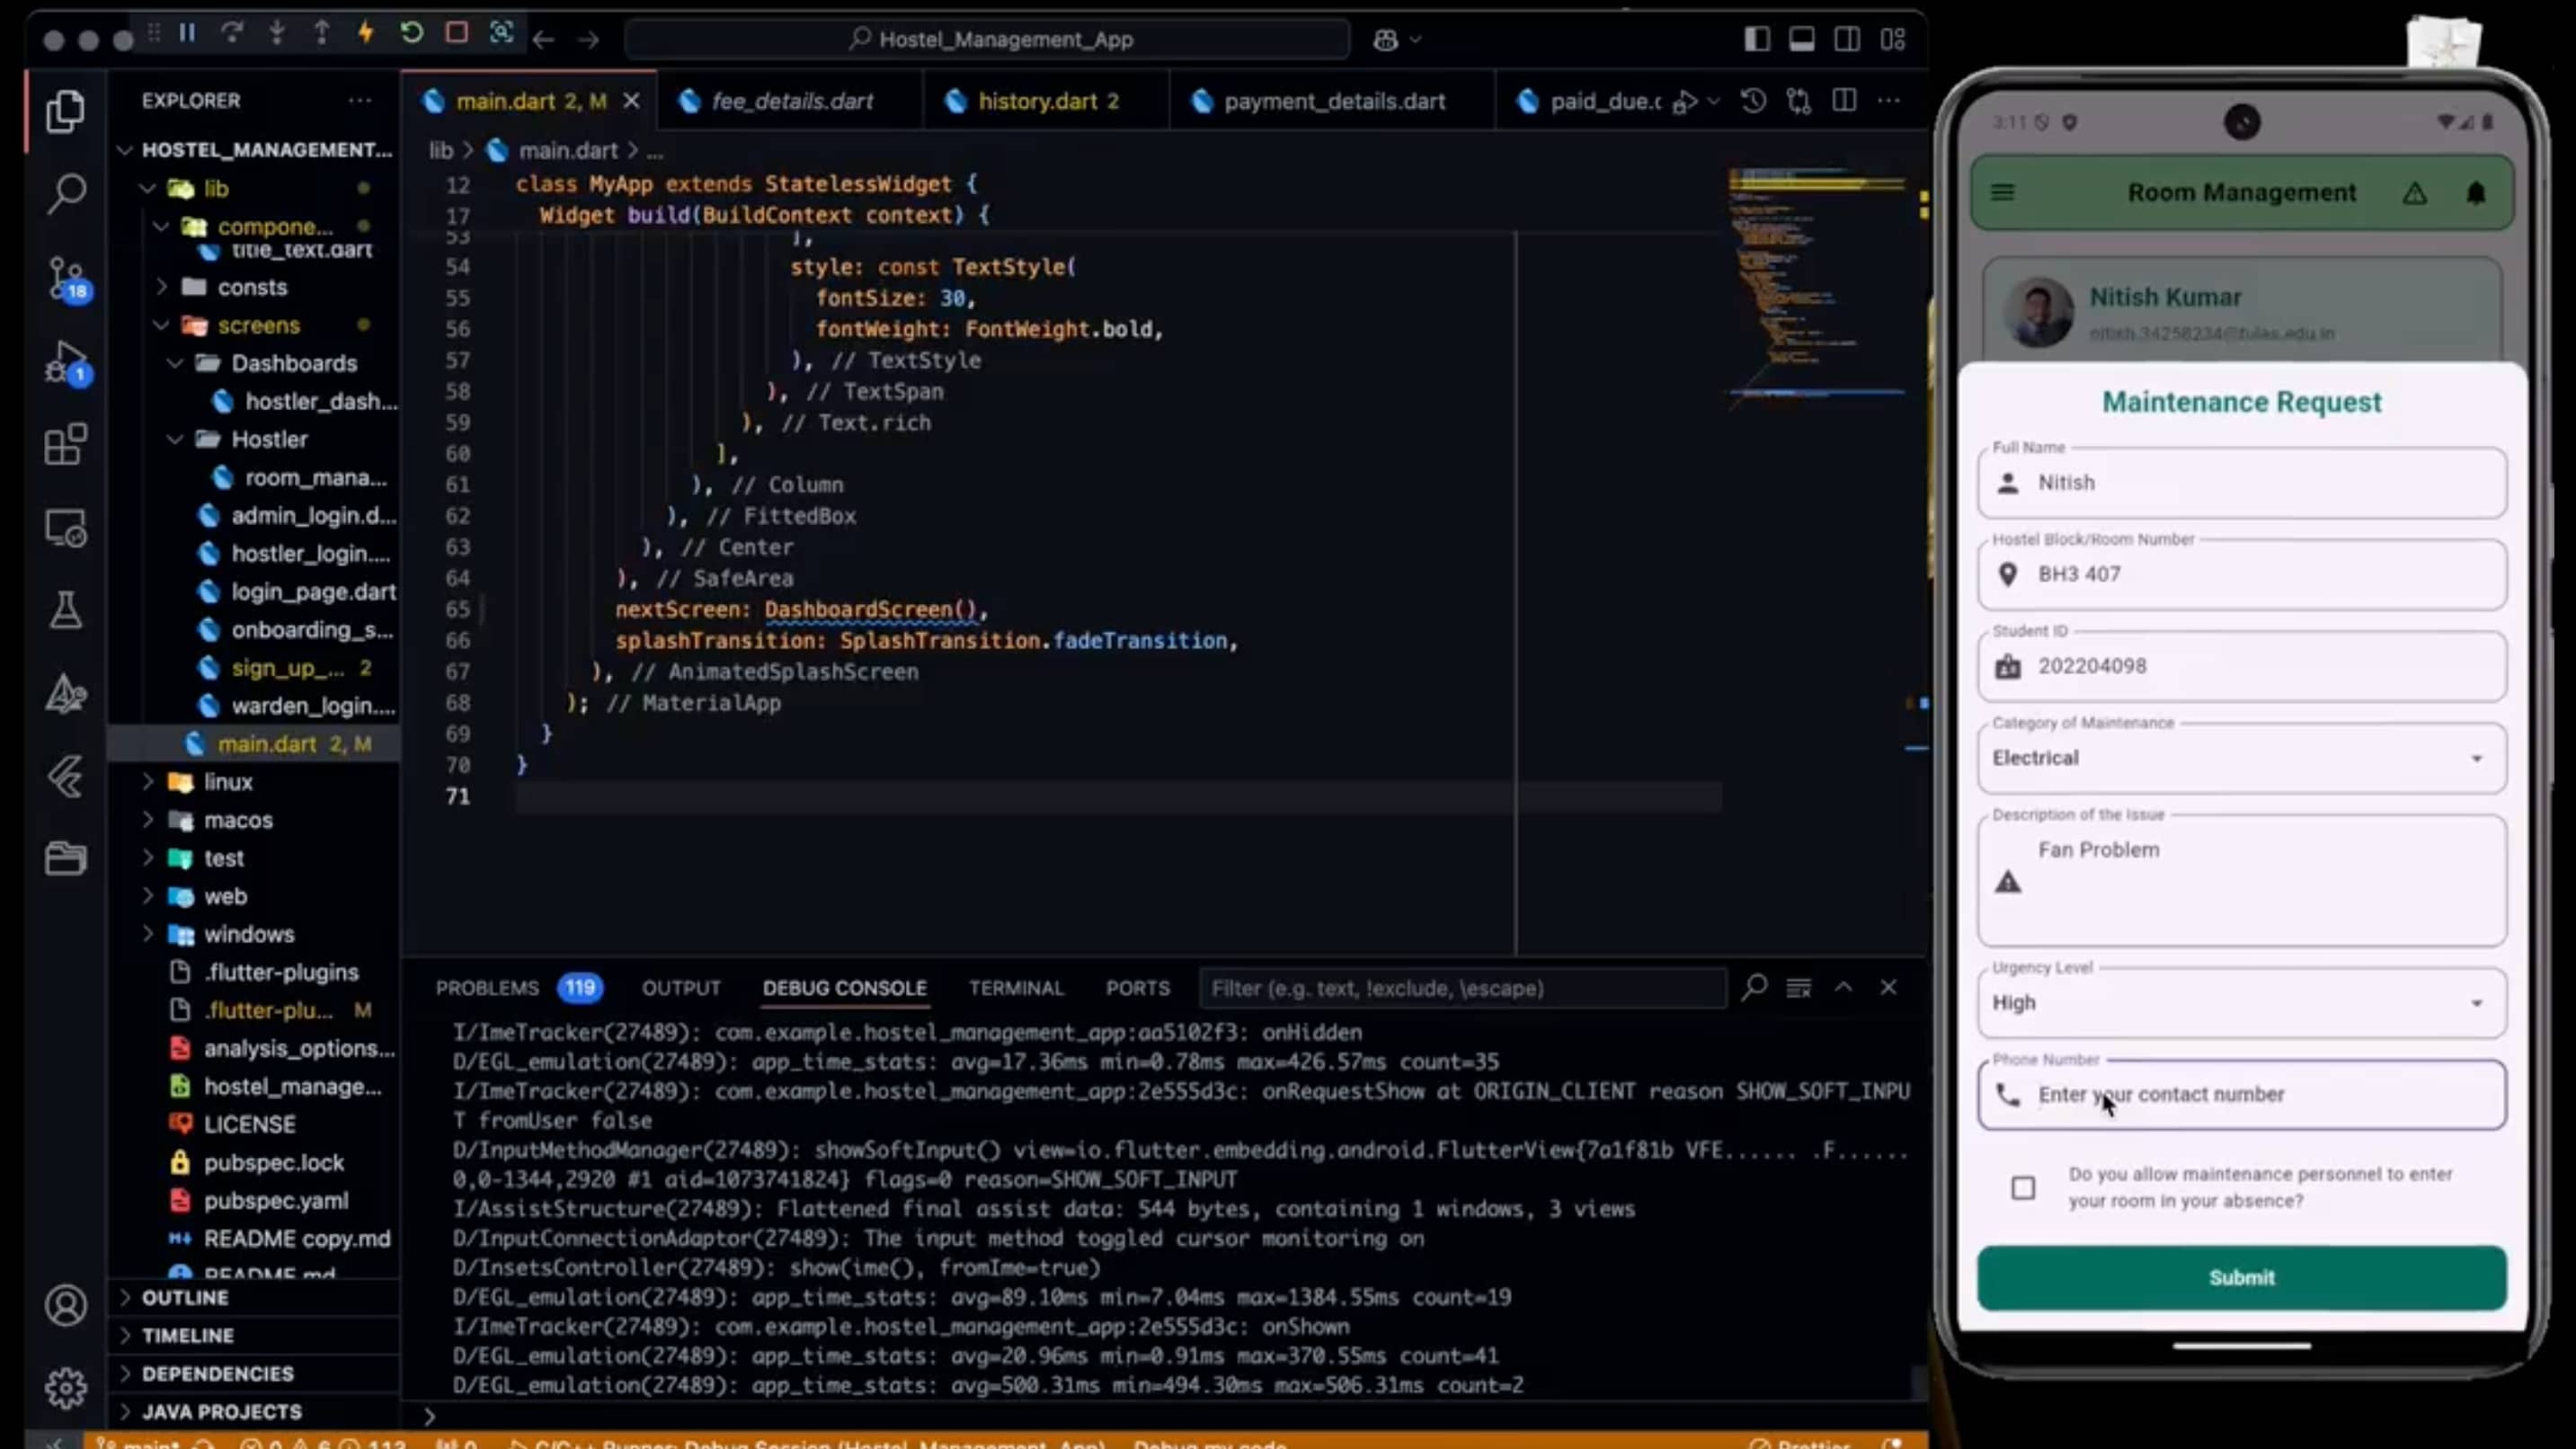 Hostel_Management_App
EXPLORER
HOSTEL_MANAGEMENT...
lib
compone...
title_text.dart
consts
screens
Dashboards
hostler_dash...
Hostler
room_mana...
admin_login.d...
hostler_login....
login_page.dart
onboarding_s...
sign_up_... 2
warden_login....
main.dart 2, M
linux
macos
test
web
windows
.flutter-plugins
.flutter-plu... M
analysis_options...
hostel_manage...
LICENSE
pubspec.lock
pubspec.yaml
README copy.md
README.md
OUTLINE
TIMELINE
DEPENDENCIES
JAVA PROJECTS
18
1
main.dart 2, M
fee_details.dart
history.dart 2
payment_details.dart
paid_due.c
lib > main.dart > ...
12 class MyApp extends StatelessWidget {
17 Widget build(BuildContext context) {
53 ],
54 style: const TextStyle(
55 fontSize: 30,
56 fontWeight: FontWeight.bold,
57 ), // TextStyle
58 ), // TextSpan
59 ), // Text.rich
60 ],
61 ), // Column
62 ), // FittedBox
63 ), // Center
64 ), // SafeArea
65 nextScreen: DashboardScreen(),
66 splashTransition: SplashTransition.fadeTransition,
67 ), // AnimatedSplashScreen
68 ); // MaterialApp
69 }
70 }
71
PROBLEMS 119 OUTPUT DEBUG CONSOLE TERMINAL PORTS
Filter (e.g. text, !exclude, \escape)
I/ImeTracker(27489): com.example.hostel_management_app:aa5102f3: onHidden
D/EGL_emulation(27489): app_time_stats: avg=17.36ms min=0.78ms max=426.57ms count=35
I/ImeTracker(27489): com.example.hostel_management_app:2e555d3c: onRequestShow at ORIGIN_CLIENT reason SHOW_SOFT_INPU
T fromUser false
D/InputMethodManager(27489): showSoftInput() view=io.flutter.embedding.android.FlutterView{7a1f81b VFE...... .F......
0,0-1344,2920 #1 aid=1073741824} flags=0 reason=SHOW_SOFT_INPUT
I/AssistStructure(27489): Flattened final assist data: 544 bytes, containing 1 windows, 3 views
D/InputConnectionAdaptor(27489): The input method toggled cursor monitoring on
D/InsetsController(27489): show(ime(), fromIme=true)
D/EGL_emulation(27489): app_time_stats: avg=89.10ms min=7.04ms max=1384.55ms count=19
I/ImeTracker(27489): com.example.hostel_management_app:2e555d3c: onShown
D/EGL_emulation(27489): app_time_stats: avg=20.96ms min=0.91ms max=370.55ms count=41
D/EGL_emulation(27489): app_time_stats: avg=500.31ms min=494.30ms max=506.31ms count=2
3:11
Room Management
Nitish Kumar
nitish.34258234@tulas.edu.in
Maintenance Request
Full Name
Nitish
Hostel Block/Room Number
BH3 407
Student ID
202204098
Category of Maintenance
Electrical
Description of the Issue
Fan Problem
Urgency Level
High
Phone Number
Enter your contact number
Do you allow maintenance personnel to enter
your room in your absence?
Submit